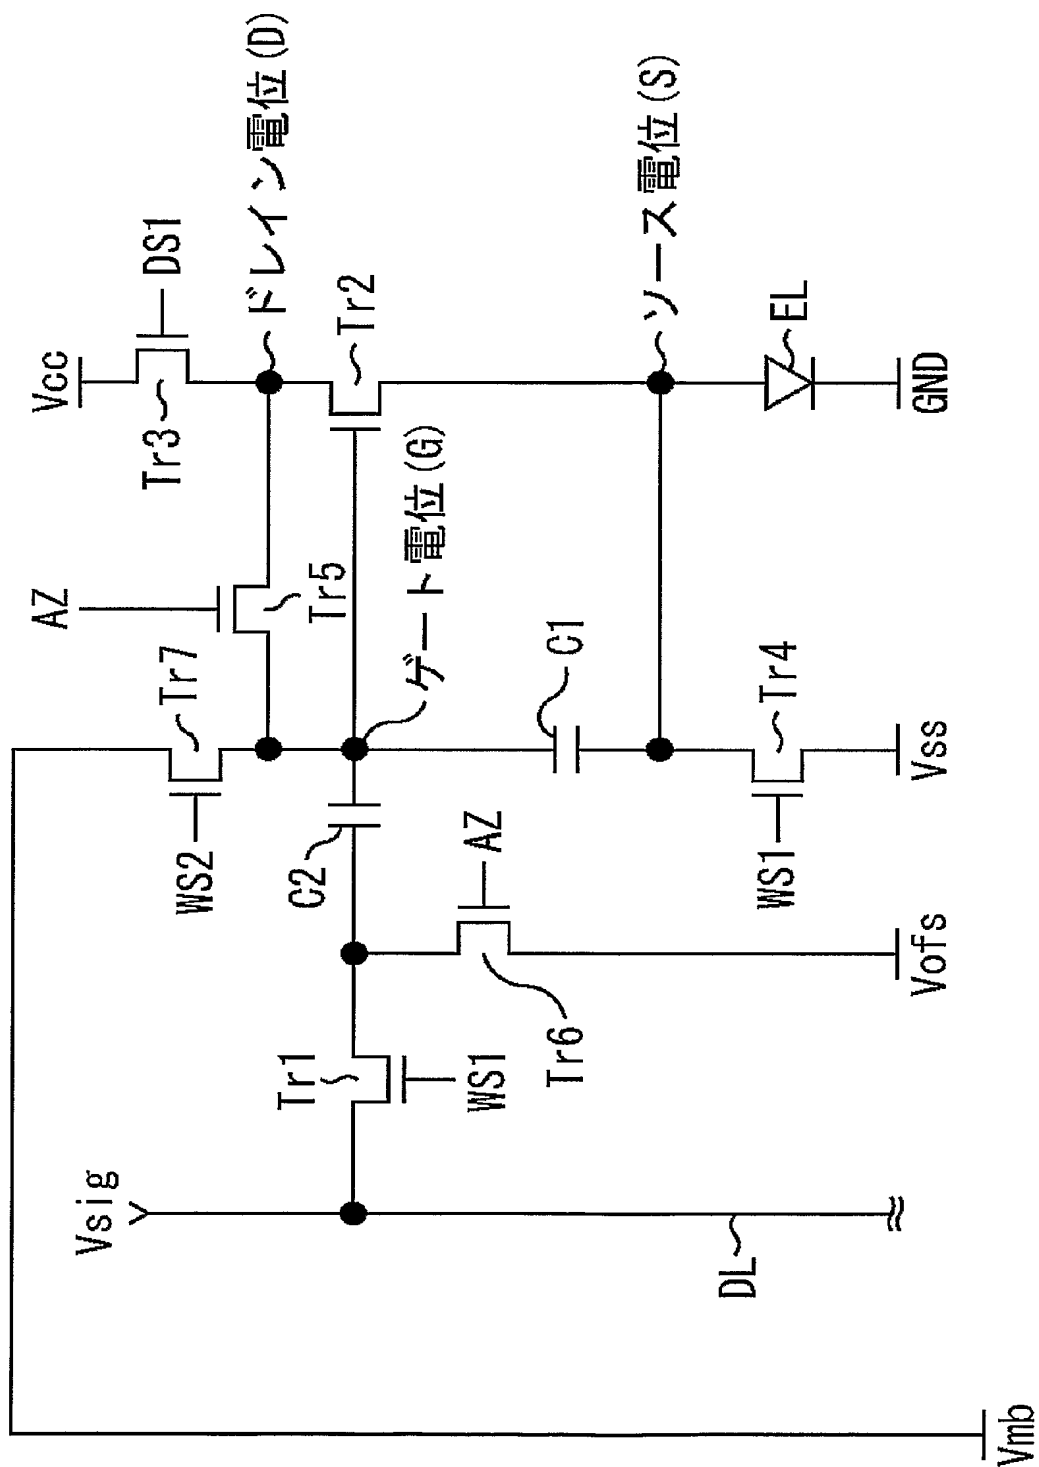 Vcc
DS1
Tr3
ドレイン電位(D)
AZ
Tr5
Tr2
Tr7
WS2
ゲート電位(G)
C2
C1
ソース電位(S)
EL
GND
Tr4
WS1
Vss
AZ
Tr6
Vofs
Tr1
WS1
Vsig
DL
Vmb